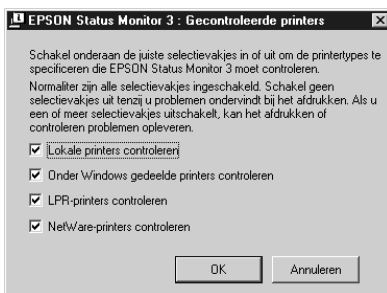 EPSON Status Monitor 3 : Gecontroleerde printers
Schakel onderaan de juiste selectievakjes in of uit om de printertypes te
specificeren die EPSON Status Monitor 3 moet controleren.
Normaliter zijn alle selectievakjes ingeschakeld. Schakel geen
selectievakjes uit tenzij u problemen ondervindt bij het afdrukken. Als u
een of meer selectievakjes uitschakelt, kan het afdrukken of
controleren problemen opleveren.
Lokale printers controleren
Onder Windows gedeelde printers controleren
LPR-printers controleren
NetWare-printers controleren
OK
Annuleren